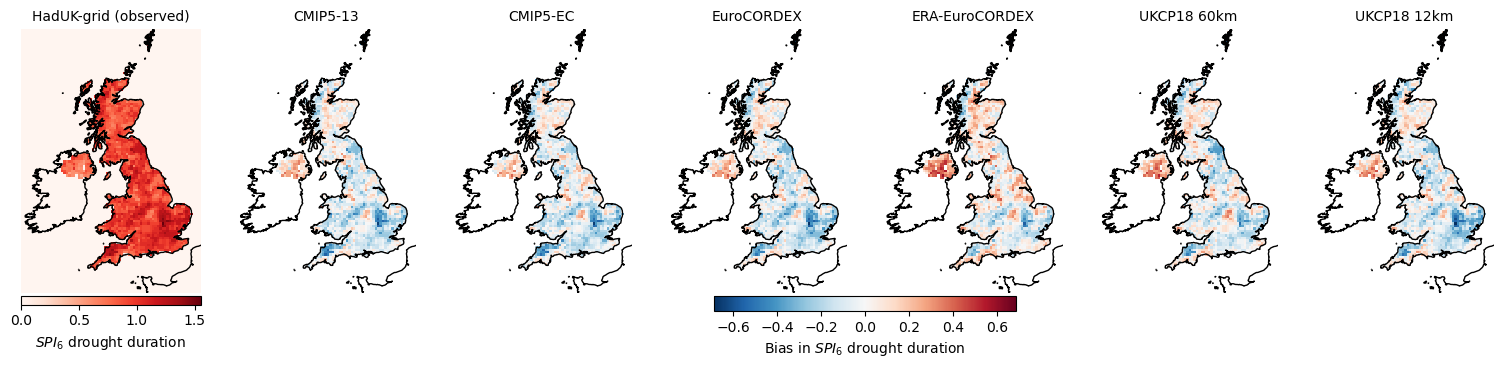 HadUK-grid (observed) CMIP5-13 CMIP5-EC EuroCORDEX ERA-EuroCORDEX UKCP18 60km UKCP18 12km
0.0 0.5 1.0 1.5
SPI6 drought duration
−0.6 −0.4 −0.2 0.0 0.2 0.4 0.6
Bias in SPI6 drought duration